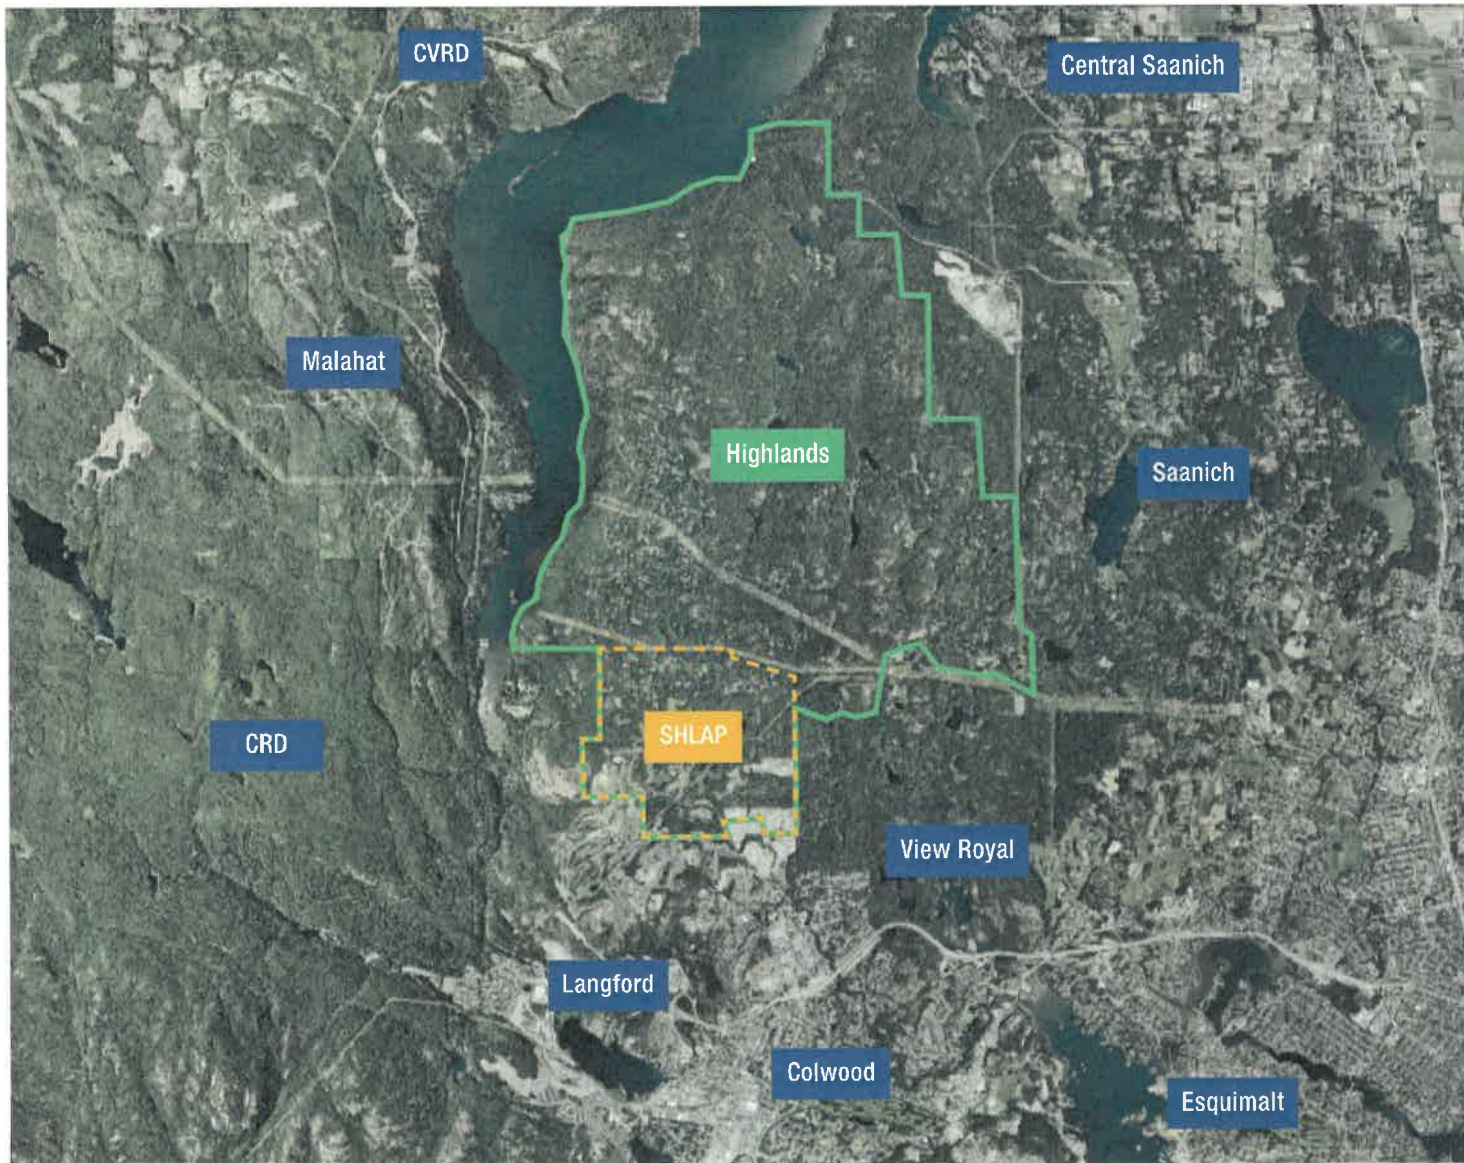 CVRD
Central Saanich
Malahat
Highlands
Saanich
SHLAP
CRD
View Royal
Langford
Colwood
Esquimalt